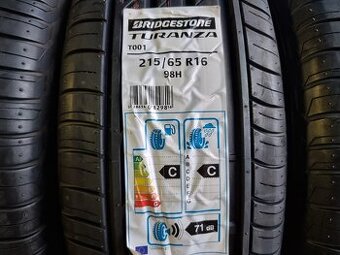 BRIDGESTONE
TURANZA
T001
215/65 R16
98H
C
C
71 dB